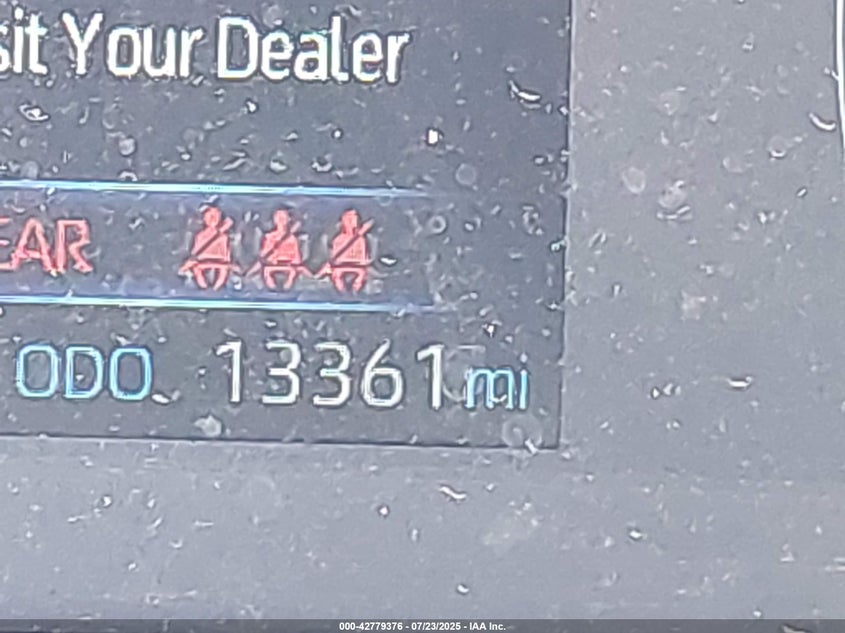 sit Your Dealer
EAR
ODO 13361 mi
000-42779376 - 07/23/2025 - IAA Inc.